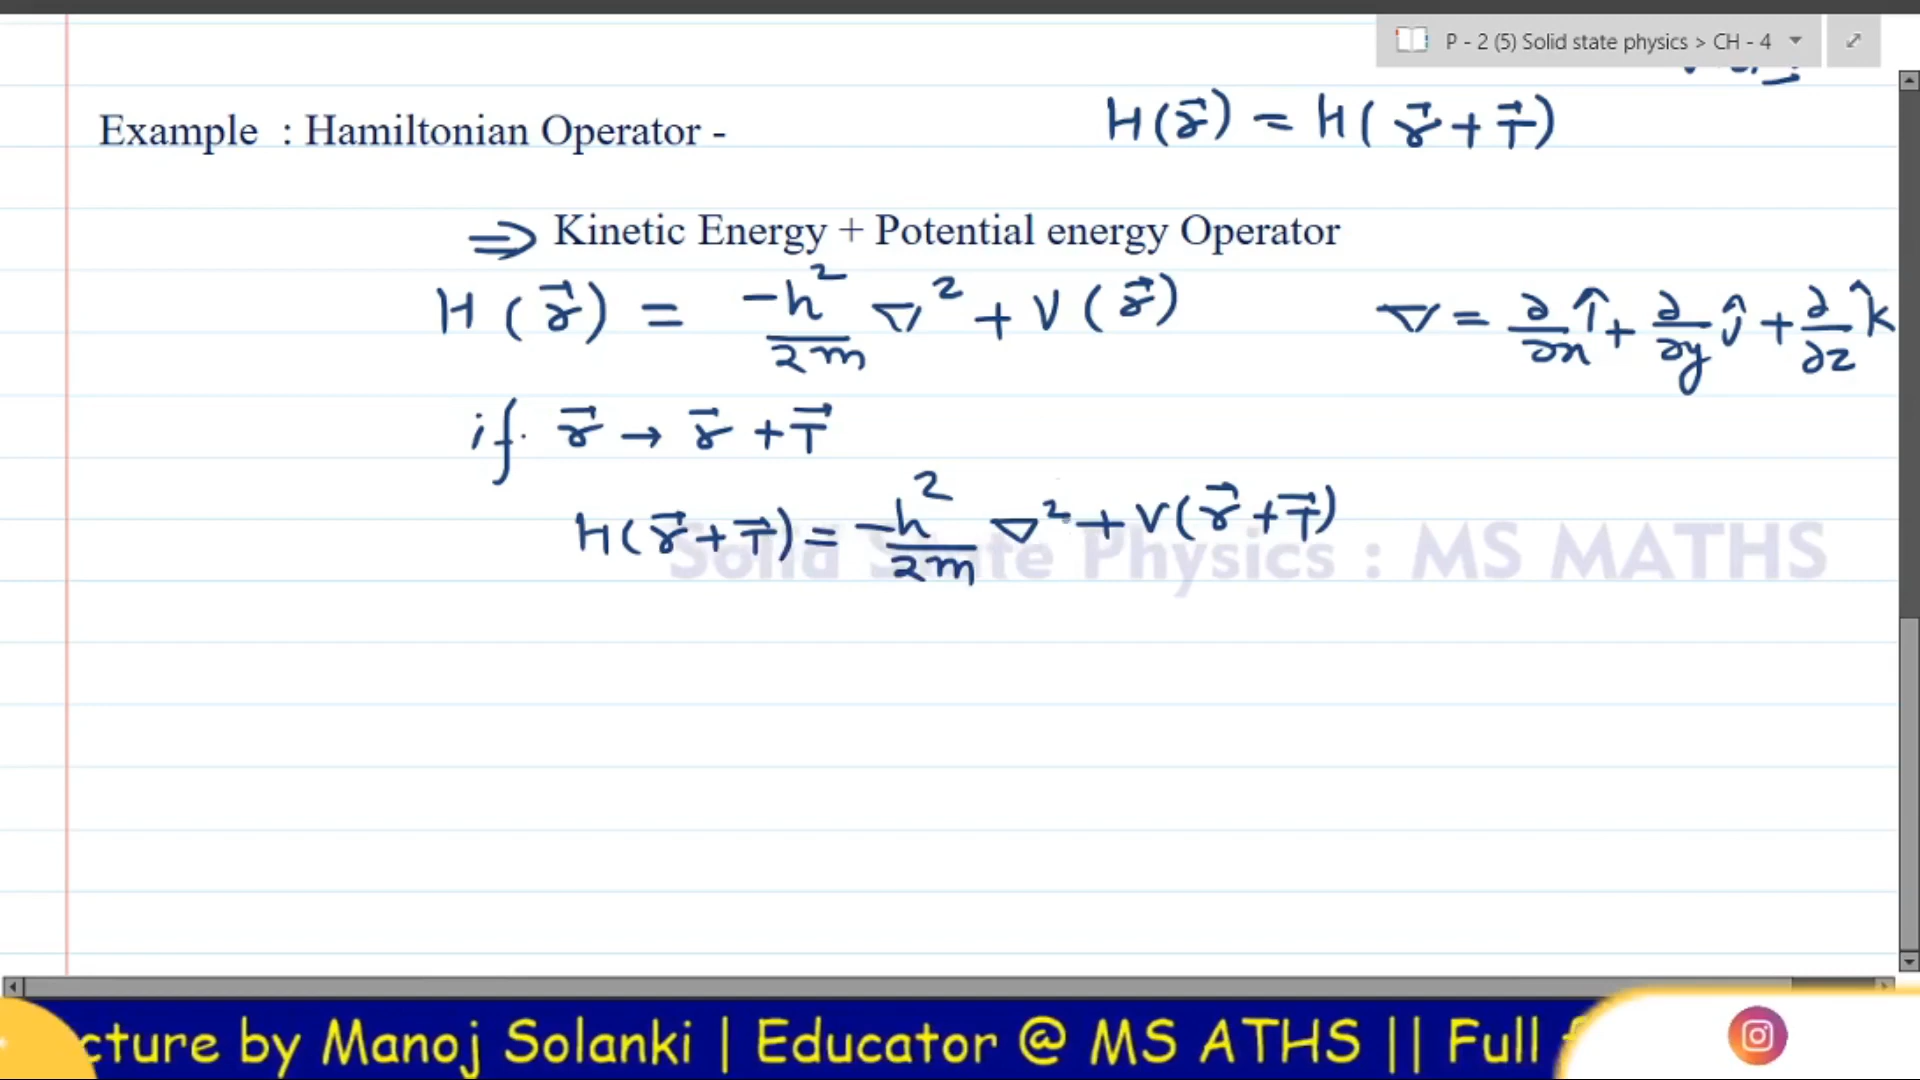 P - 2 (5) Solid state physics > CH - 4
H(r⃗) = H(r⃗ + T⃗)
Example : Hamiltonian Operator -
⇒ Kinetic Energy + Potential energy Operator
H(r⃗) = -h²/2m ∇² + V(r⃗)
∇ = ∂/∂x î + ∂/∂y ĵ + ∂/∂z k̂
if r⃗ → r⃗ + T⃗
H(r⃗ + T⃗) = -h²/2m ∇² + V(r⃗ + T⃗)
Solid State Physics : MS MATHS
cture by Manoj Solanki | Educator @ MS ATHS || Full